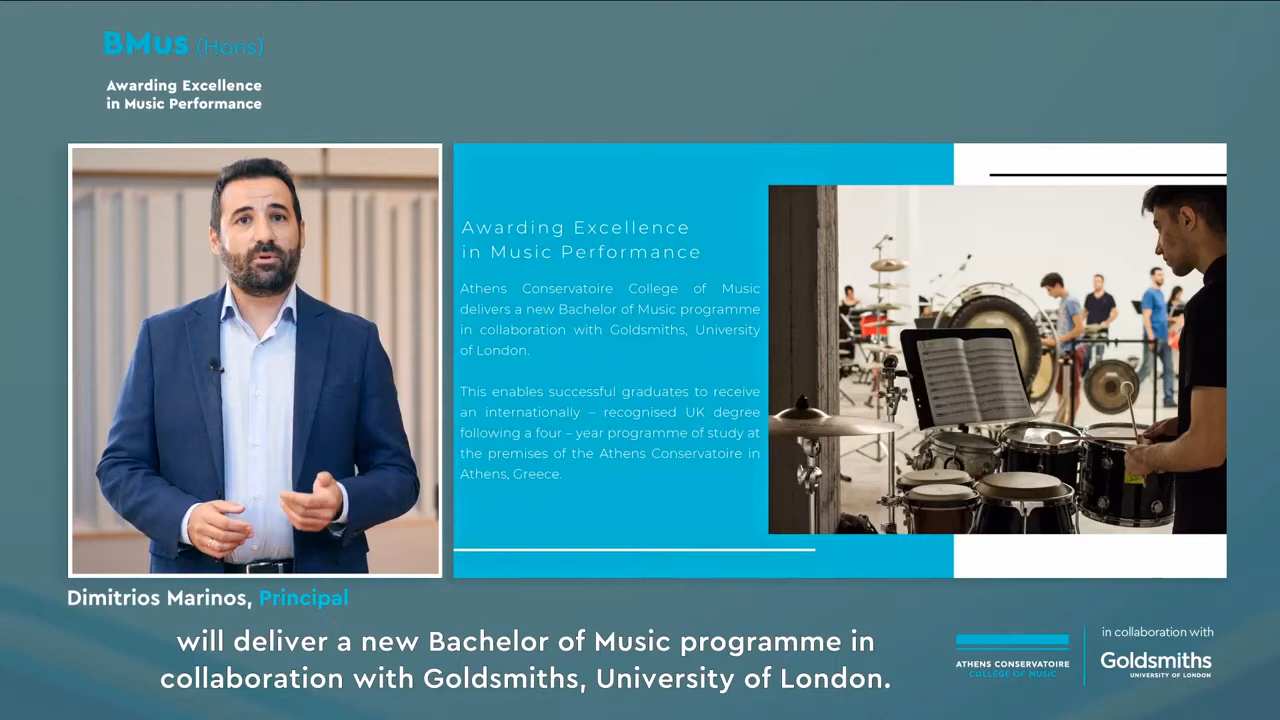 BMus (Hons)
Awarding Excellence
in Music Performance
Awarding Excellence
in Music Performance
Athens Conservatoire College of Music
delivers a new Bachelor of Music programme
in collaboration with Goldsmiths, University
of London.
This enables successful graduates to receive
an internationally – recognised UK degree
following a four – year programme of study at
the premises of the Athens Conservatoire in
Athens, Greece.
Dimitrios Marinos, Principal
will deliver a new Bachelor of Music programme in
collaboration with Goldsmiths, University of London.
ATHENS CONSERVATOIRE
COLLEGE OF MUSIC
in collaboration with
Goldsmiths
UNIVERSITY OF LONDON